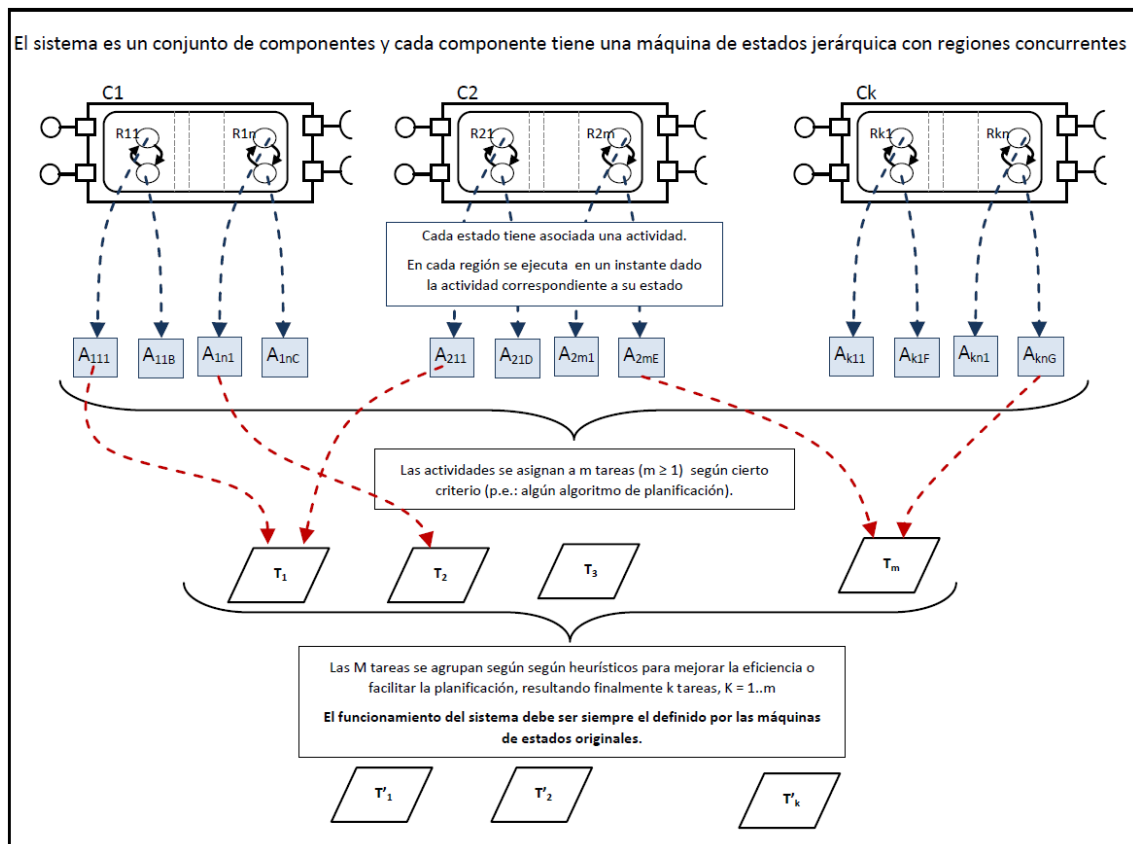 El sistema es un conjunto de componentes y cada componente tiene una máquina de estados jerárquica con regiones concurrentes
C1
C2
Ck
R11
R1n
R21
R2m
Rk1
Rkn
Cada estado tiene asociada una actividad.
En cada región se ejecuta en un instante dado
la actividad correspondiente a su estado
A111
A11B
A1n1
A1nC
A211
A21D
A2m1
A2mE
Ak11
Ak1F
Akn1
AknG
Las actividades se asignan a m tareas (m ≥ 1) según cierto
criterio (p.e.: algún algoritmo de planificación).
T1
T2
T3
Tm
Las M tareas se agrupan según según heurísticos para mejorar la eficiencia o
facilitar la planificación, resultando finalmente k tareas, K = 1..m
El funcionamiento del sistema debe ser siempre el definido por las máquinas
de estados originales.
T'1
T'2
T'k